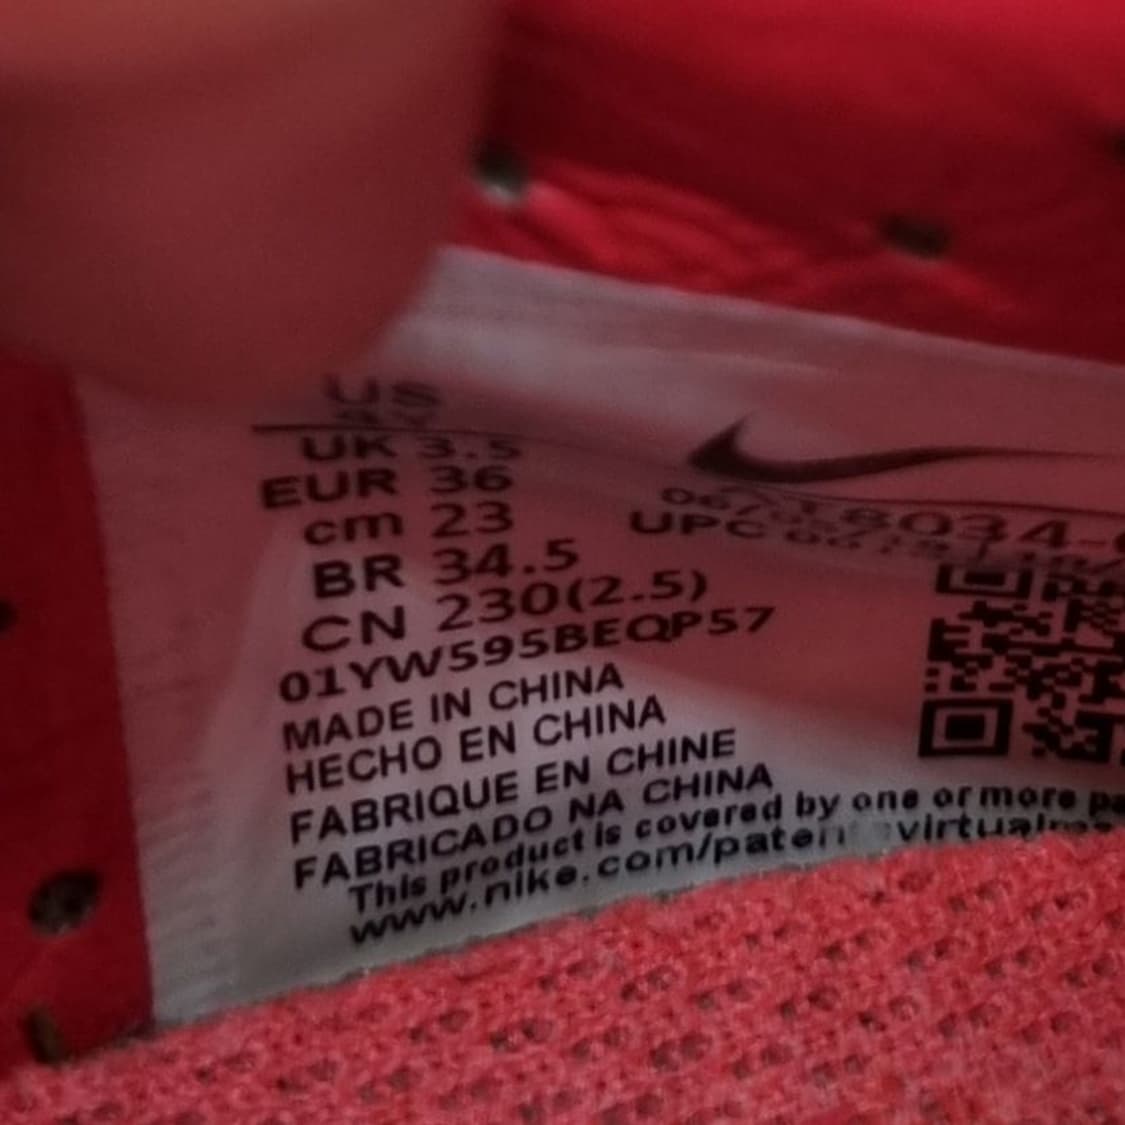 US
UK 3.5
EUR 36
cm 23
BR 34.5
CN 230(2.5)
01YW595BEQP57
MADE IN CHINA
HECHO EN CHINA
FABRIQUE EN CHINE
FABRICADO NA CHINA
This product is covered by one or more
www.nike.com/paten
UPC